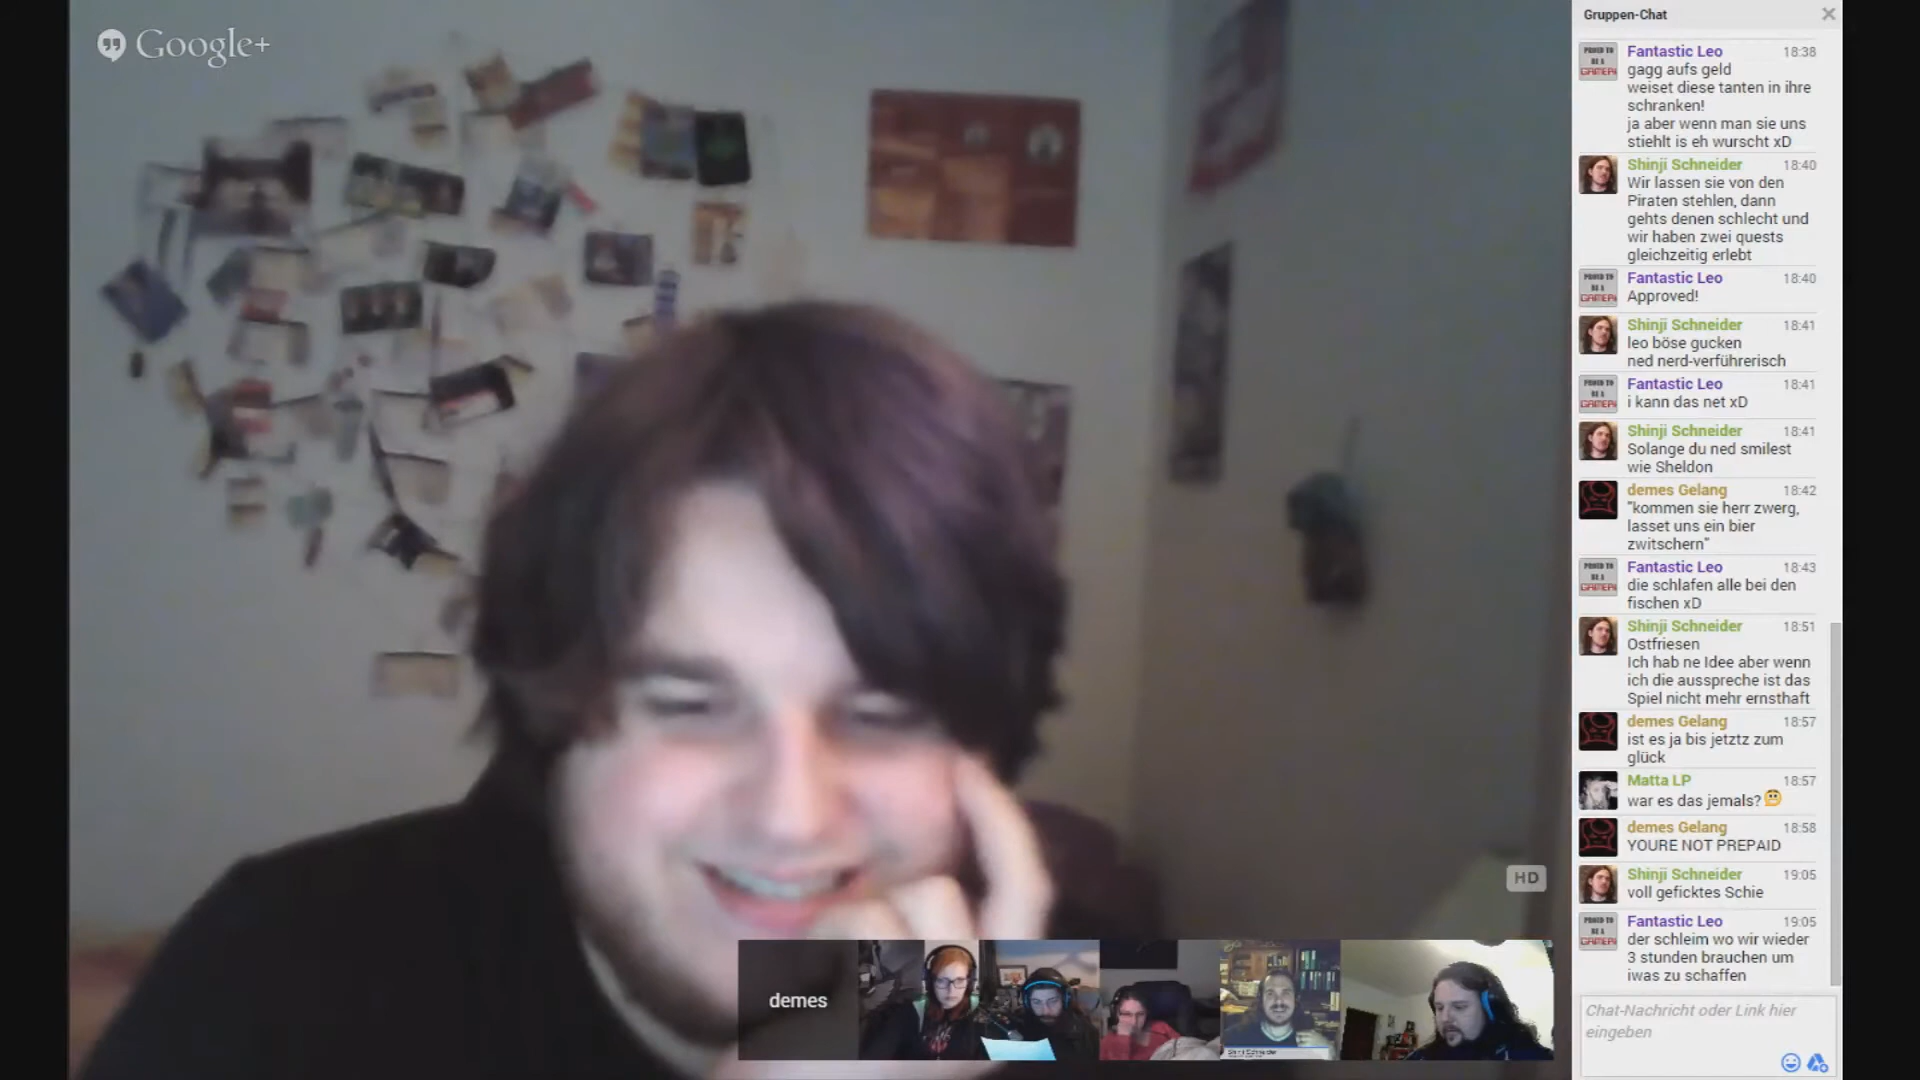 Google+
Gruppen-Chat
Fantastic Leo 18:38
gagg aufs geld
weiset diese tanten in ihre
schranken!
ja aber wenn man sie uns
stiehlt is eh wurscht xD
Shinji Schneider 18:40
Wir lassen sie von den
Piraten stehlen, dann
gehts denen schlecht und
wir haben zwei quests
gleichzeitig erlebt
Fantastic Leo 18:40
Approved!
Shinji Schneider 18:41
leo böse gucken
ned nerd-verführerisch
Fantastic Leo 18:41
i kann das net xD
Shinji Schneider 18:41
Solange du ned smilest
wie Sheldon
demes Gelang 18:42
"kommen sie herr zwerg,
lasset uns ein bier
zwitschern"
Fantastic Leo 18:43
die schlafen alle bei den
fischen xD
Shinji Schneider 18:51
Ostfriesen
Ich hab ne Idee aber wenn
ich die aussprechе ist das
Spiel nicht mehr ernsthaft
demes Gelang 18:57
ist es ja bis jetztz zum
glück
Matta LP 18:57
war es das jemals?
demes Gelang 18:58
YOURE NOT PREPAID
Shinji Schneider 19:05
voll geficktes Schie
Fantastic Leo 19:05
der schleim wo wir wieder
3 stunden brauchen um
iwas zu schaffen
Chat-Nachricht oder Link hier
eingeben
HD
demes
Shinji Schneider
PROUD TO
BE A
GAMER!